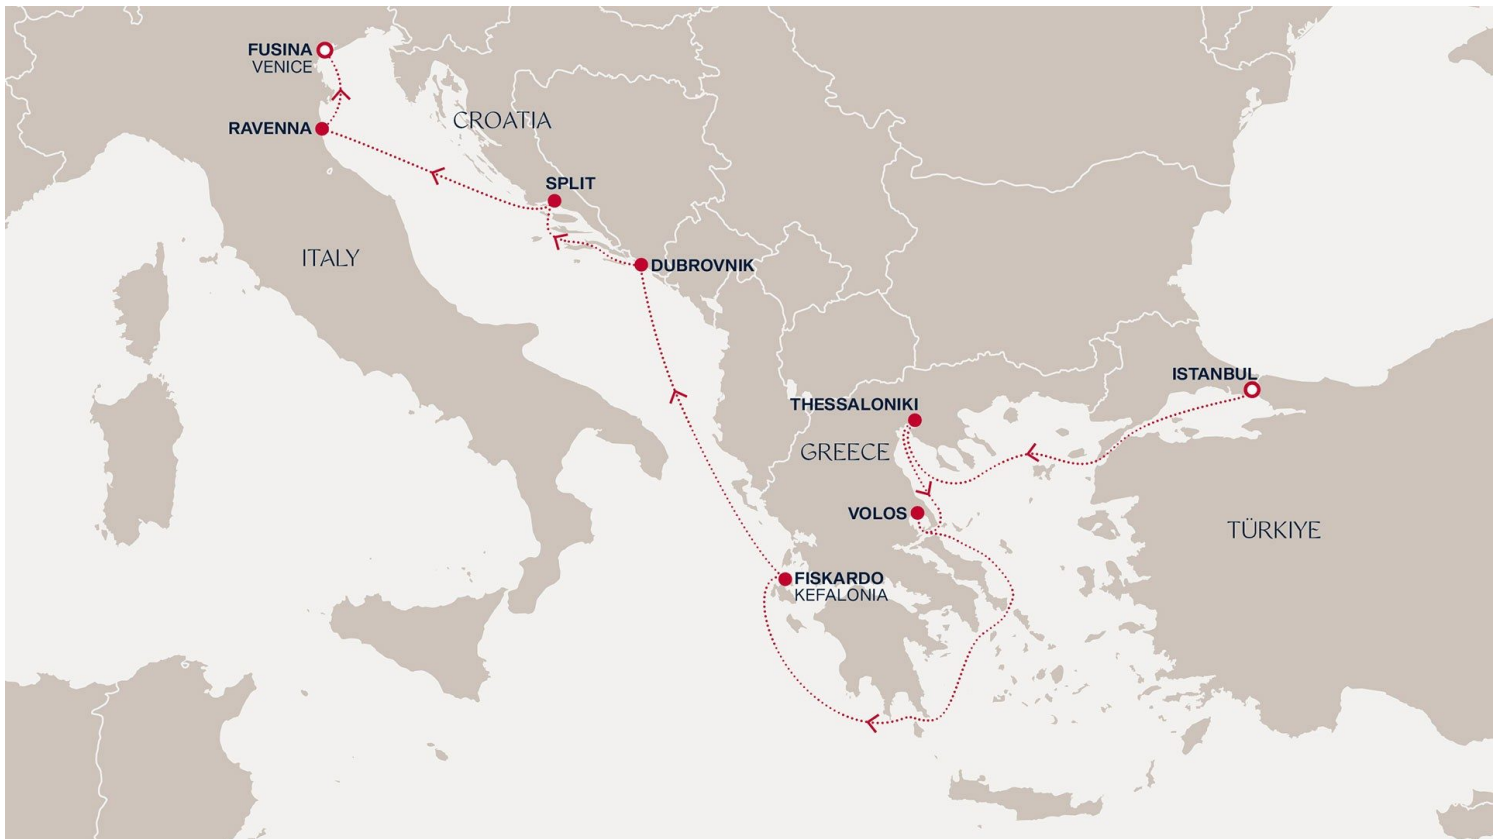 FUSINA
VENICE
RAVENNA
CROATIA
SPLIT
ITALY
DUBROVNIK
ISTANBUL
THESSALONIKI
GREECE
VOLOS
TÜRKIYE
FISKARDO
KEFALONIA